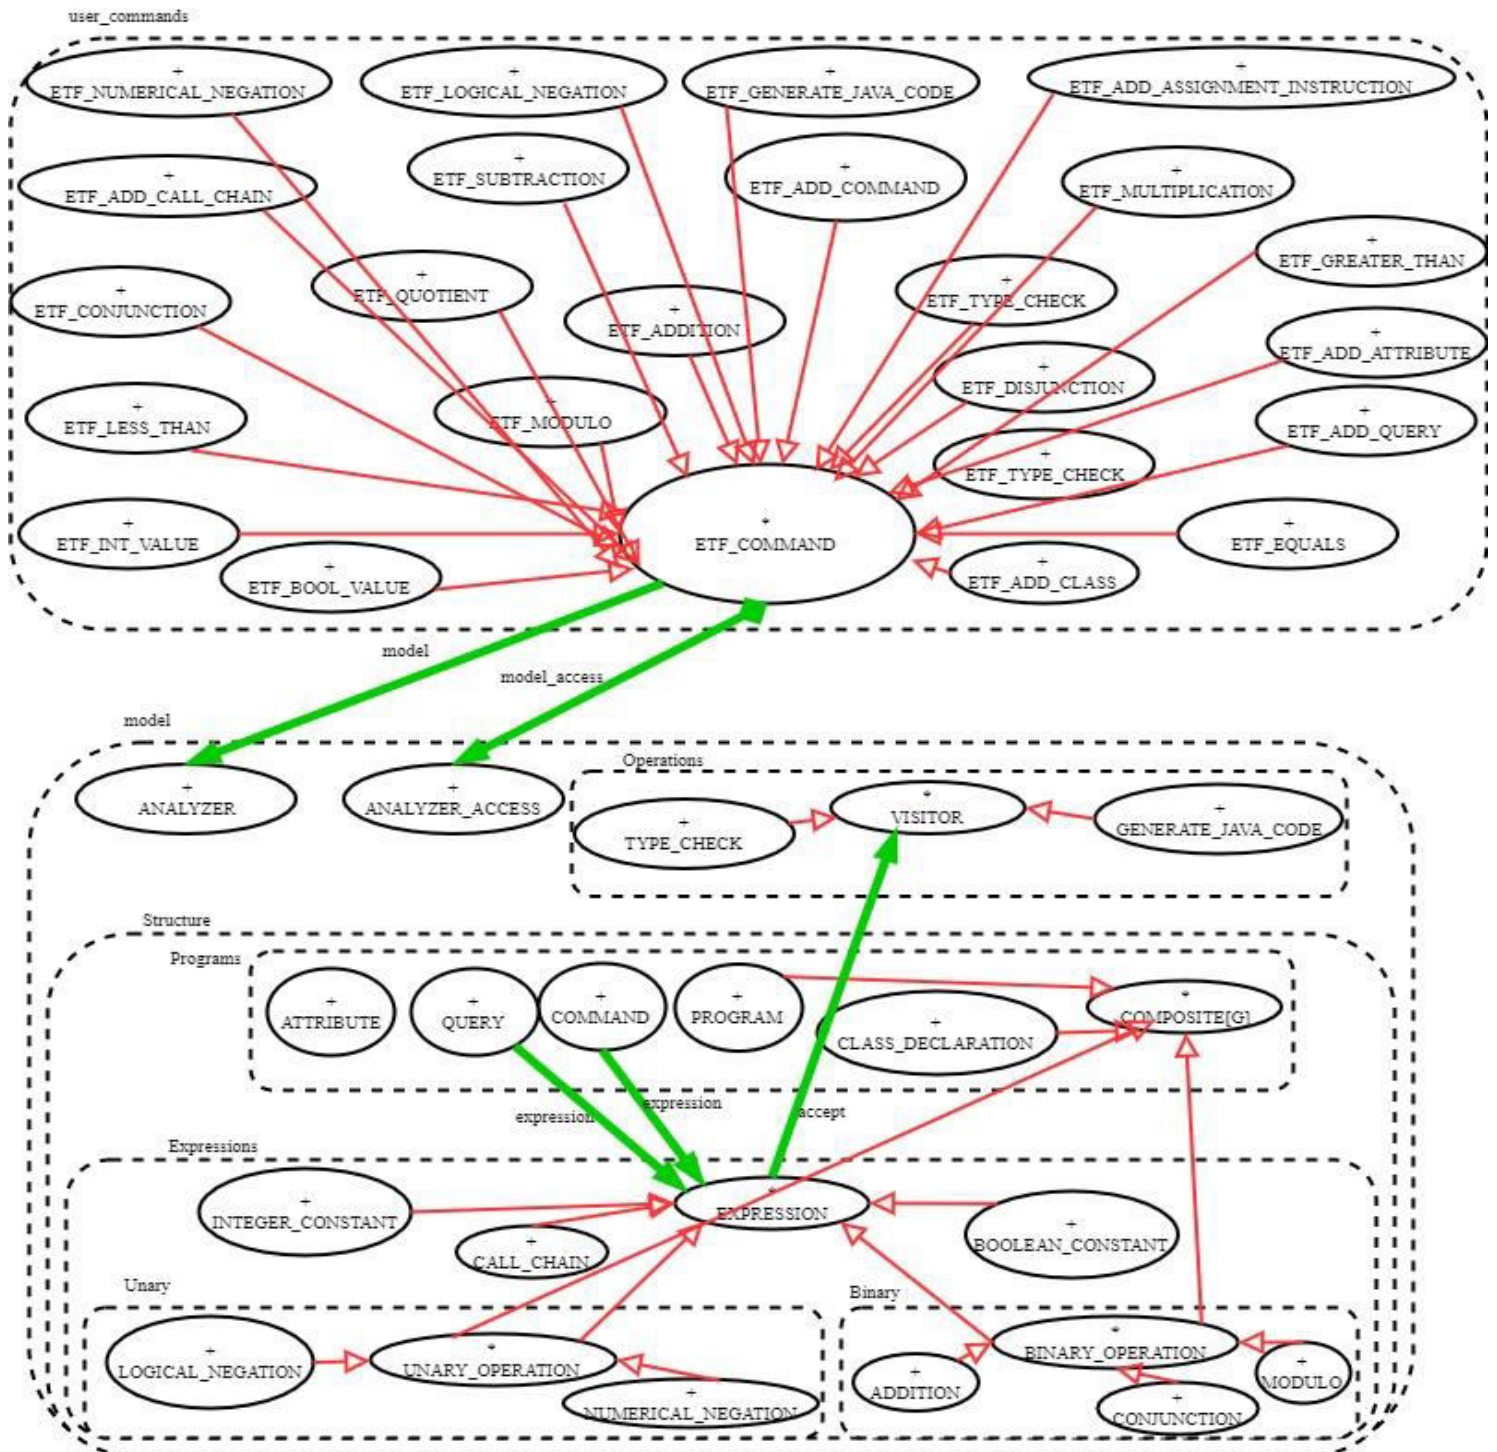 user_commands
+
ETF_NUMERICAL_NEGATION
+
ETF_LOGICAL_NEGATION
+
ETF_GENERATE_JAVA_CODE
+
ETF_ADD_ASSIGNMENT_INSTRUCTION
+
ETF_ADD_CALL_CHAIN
+
ETF_SUBTRACTION
+
ETF_ADD_COMMAND
+
ETF_MULTIPLICATION
+
ETF_CONJUNCTION
+
ETF_QUOTIENT
+
ETF_ADDITION
+
ETF_TYPE_CHECK
+
ETF_GREATER_THAN
+
ETF_ADD_ATTRIBUTE
+
ETF_LESS_THAN
+
ETF_MODULO
+
ETF_DISJUNCTION
+
ETF_ADD_QUERY
+
ETF_TYPE_CHECK
+
ETF_INT_VALUE
*
ETF_COMMAND
+
ETF_EQUALS
+
ETF_BOOL_VALUE
+
ETF_ADD_CLASS
model
model_access
model
+
ANALYZER
+
ANALYZER_ACCESS
Operations
+
TYPE_CHECK
*
VISITOR
+
GENERATE_JAVA_CODE
Structure
Programs
+
ATTRIBUTE
+
QUERY
+
COMMAND
+
PROGRAM
+
CLASS_DECLARATION
*
COMPOSITE[G]
expression
expression
accept
Expressions
+
INTEGER_CONSTANT
+
CALL_CHAIN
*
EXPRESSION
+
BOOLEAN_CONSTANT
Unary
+
LOGICAL_NEGATION
*
UNARY_OPERATION
+
NUMERICAL_NEGATION
Binary
*
BINARY_OPERATION
+
ADDITION
+
CONJUNCTION
+
MODULO